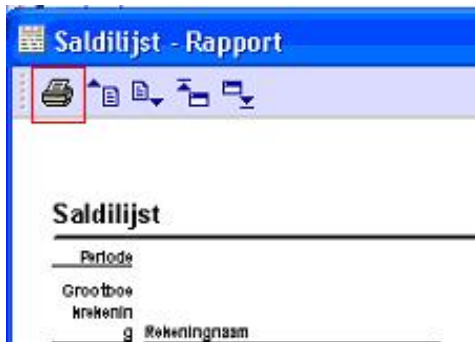 Saldilijst - Rapport
Saldilijst
Periode
Grootboe
krekenin
g Rekeningnaam